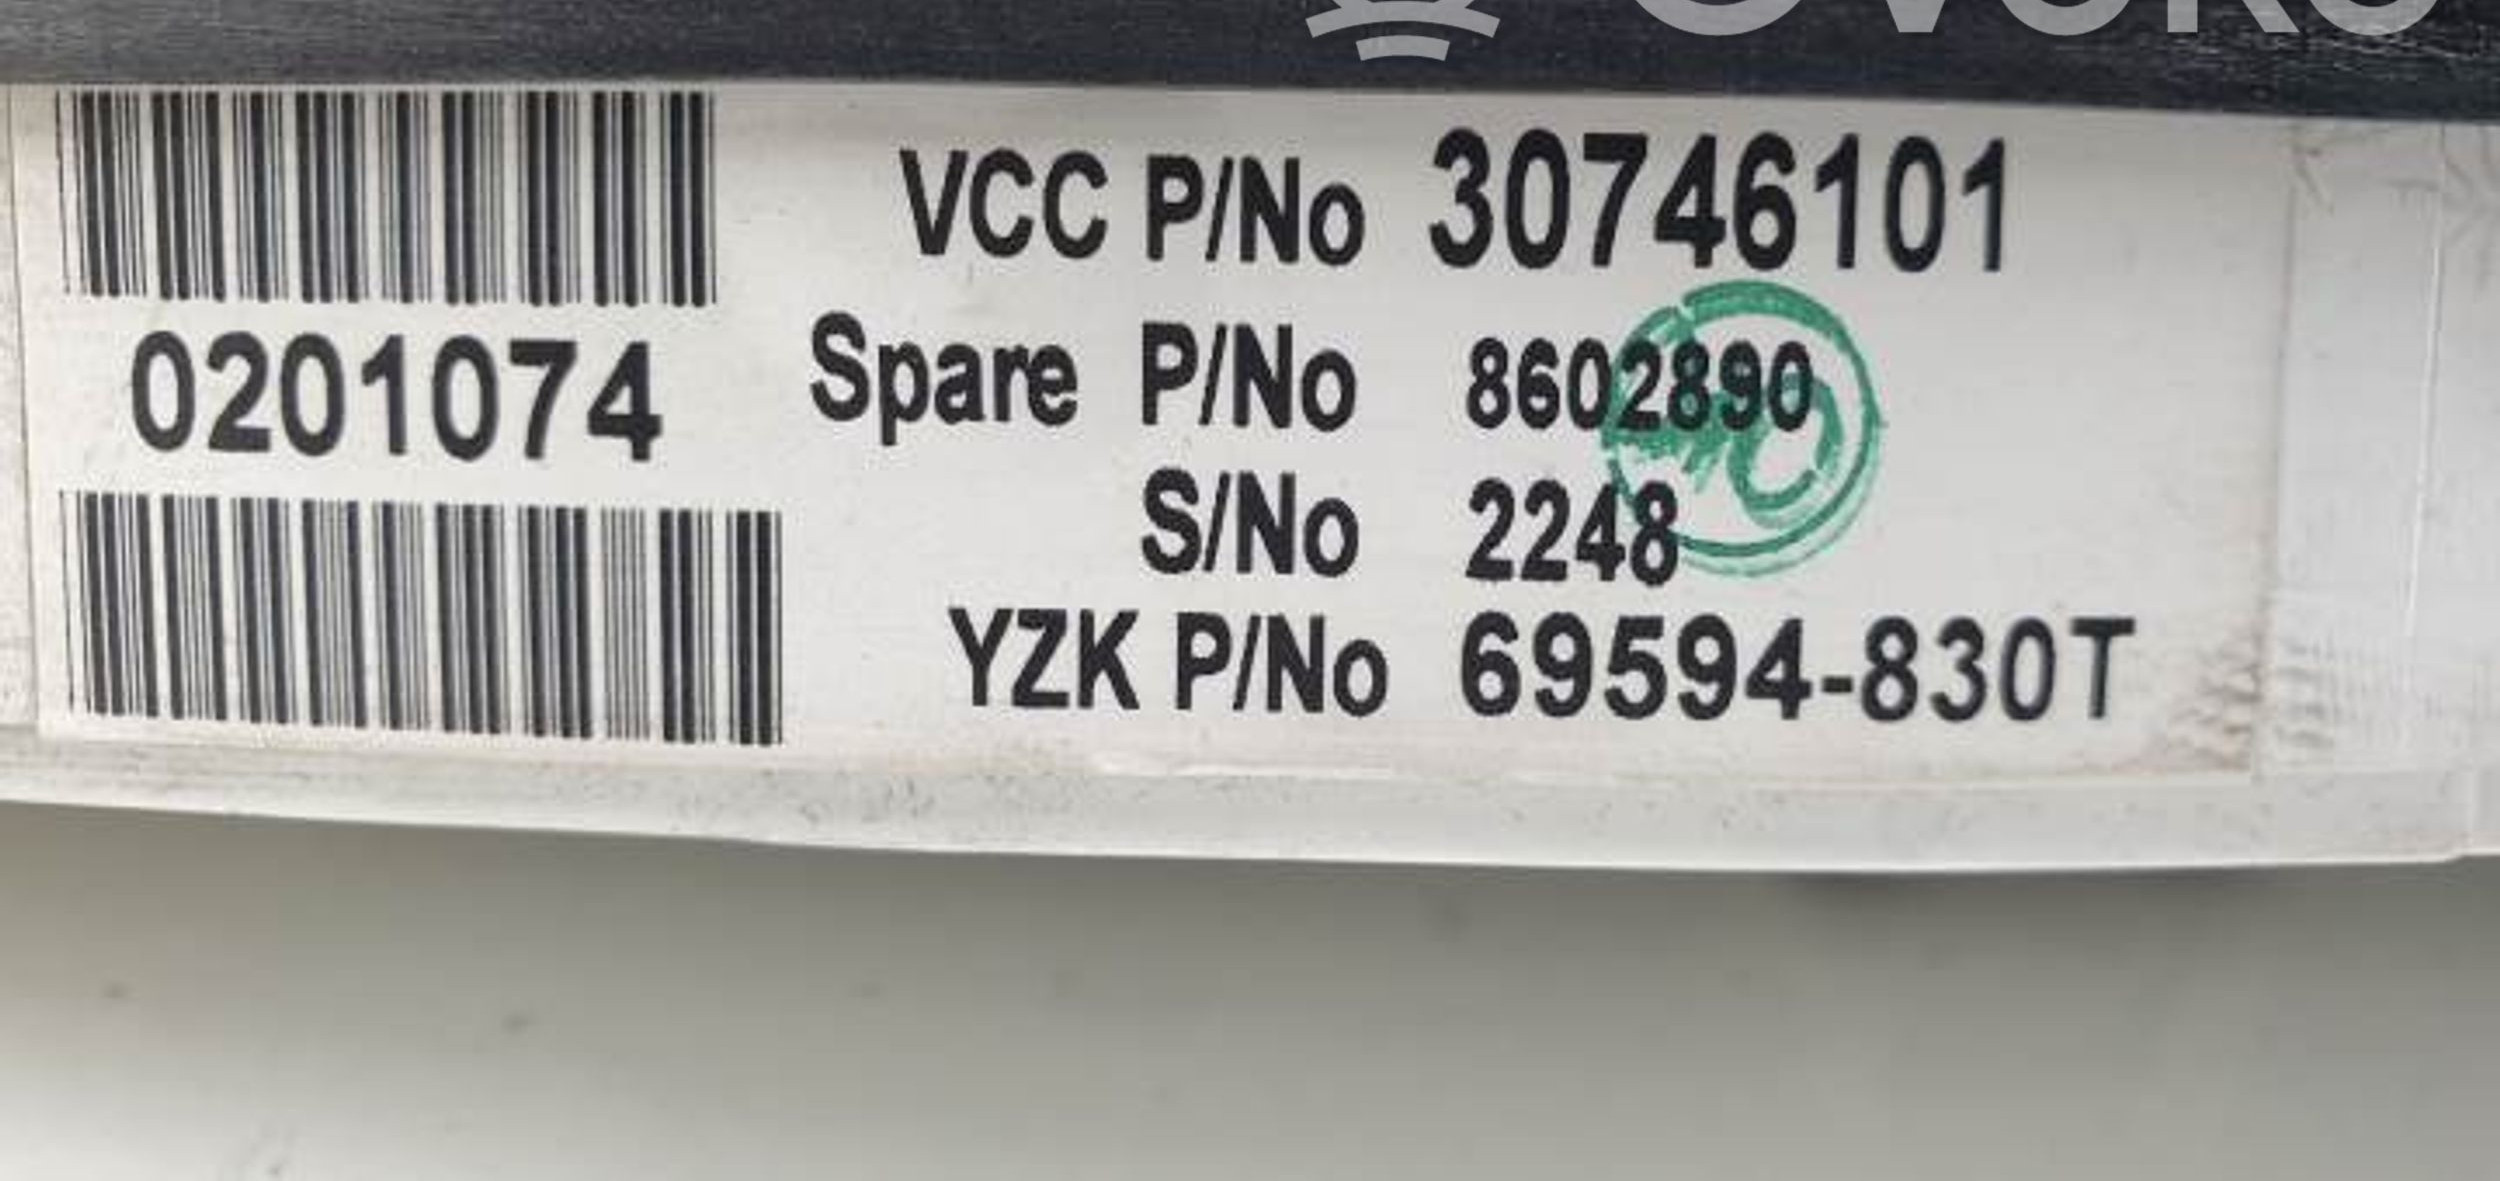 0201074
VCC P/No 30746101
Spare P/No 8602890
S/No 2248
YZK P/No 69594-830T